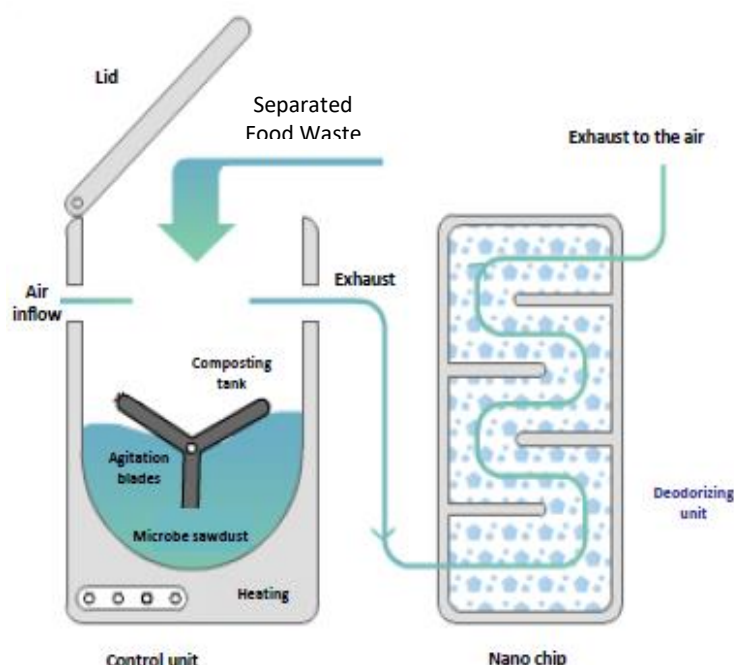 Lid
Separated
Food Waste
Exhaust to the air
Air
inflow
Exhaust
Composting
tank
Agitation
blades
Microbe sawdust
Deodorizing
unit
Heating
Control unit
Nano chip